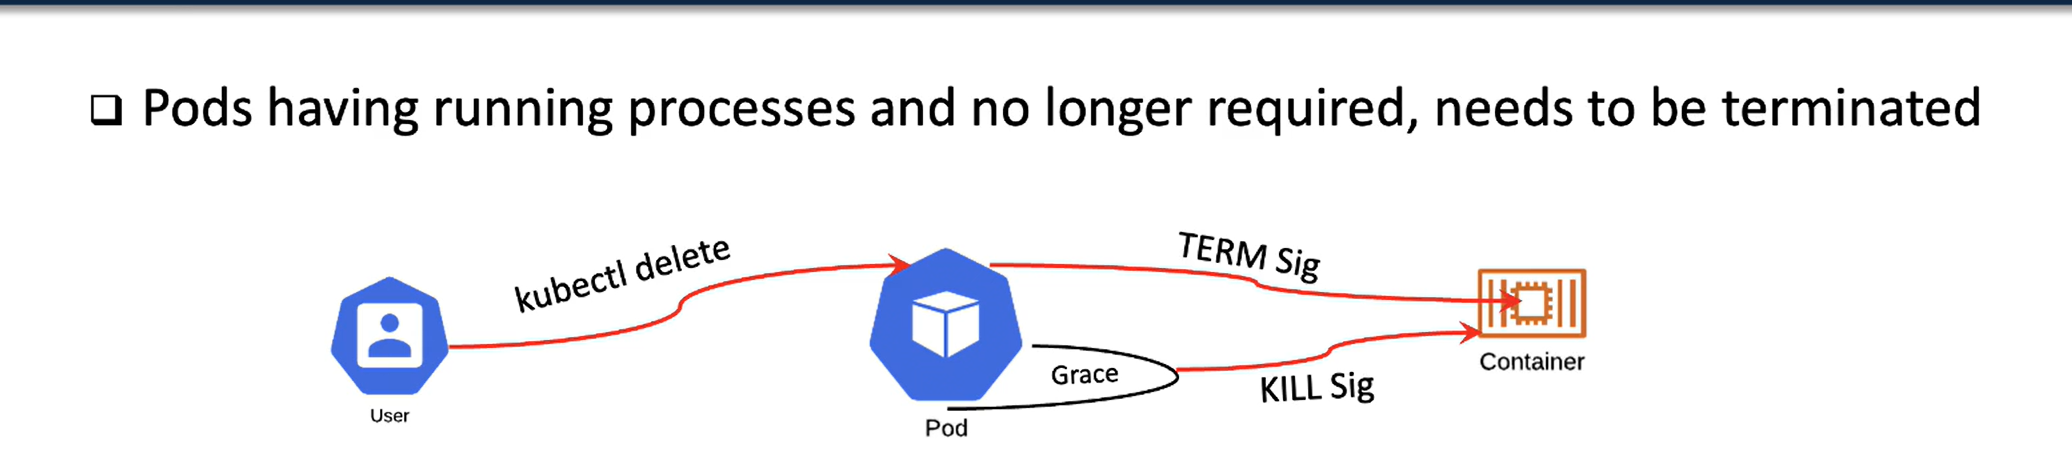 Pods having running processes and no longer required, needs to be terminated
kubectl delete
TERM Sig
Grace
KILL Sig
User
Pod
Container